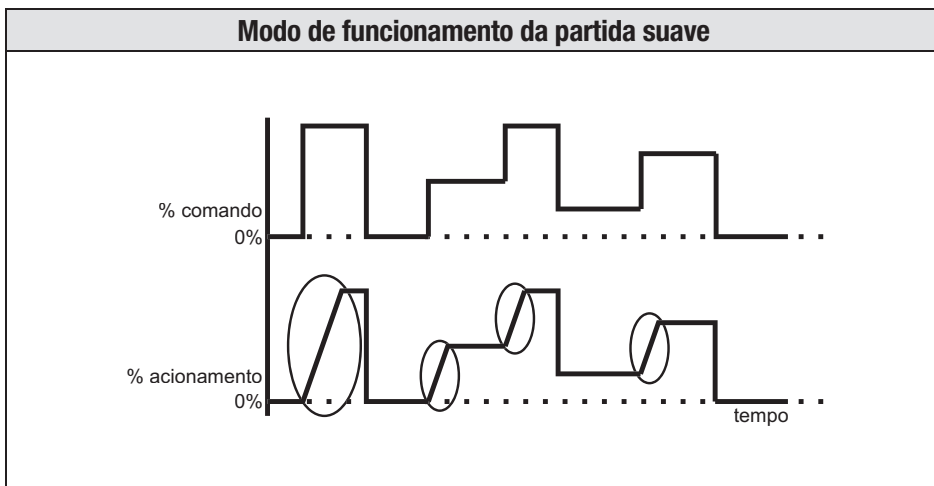 Modo de funcionamento da partida suave
% comando
0%
% acionamento
0%
tempo